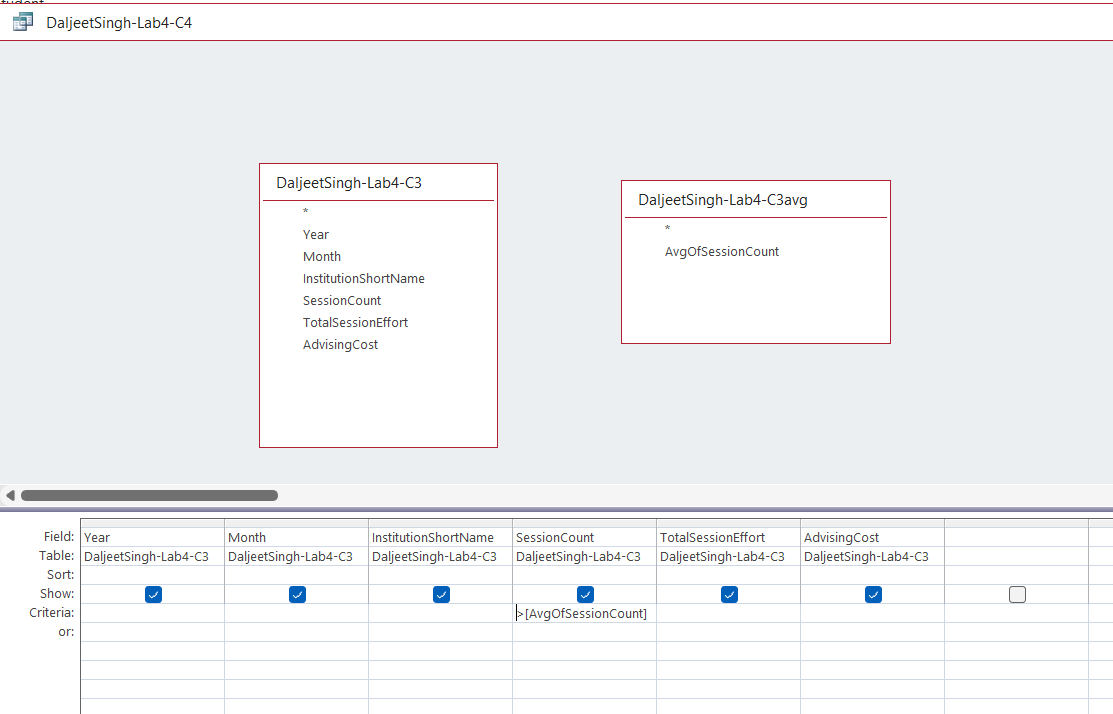 DaljeetSingh-Lab4-C4
DaljeetSingh-Lab4-C3
*
Year
Month
InstitutionShortName
SessionCount
TotalSessionEffort
AdvisingCost
DaljeetSingh-Lab4-C3avg
*
AvgOfSessionCount
Field: Year Month InstitutionShortName SessionCount TotalSessionEffort AdvisingCost
Table: DaljeetSingh-Lab4-C3 DaljeetSingh-Lab4-C3 DaljeetSingh-Lab4-C3 DaljeetSingh-Lab4-C3 DaljeetSingh-Lab4-C3 DaljeetSingh-Lab4-C3
Sort:
Show:
Criteria: >[AvgOfSessionCount]
or: